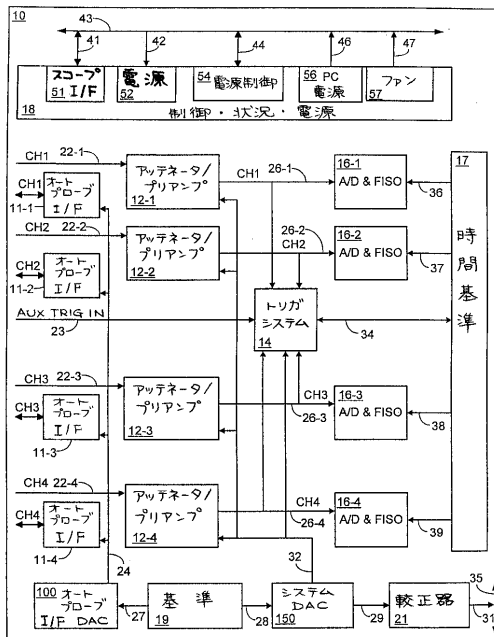 10
43
41
42
44
46
47
スコープ
51 I/F
電源
52
54
電源制御
56 PC
電源
ファン
57
18
制御・状況・電源
CH1 22-1
CH1
オート
プローブ
I/F
11-1
アッテネータ/
プリアンプ
12-1
CH1 26-1
16-1
A/D & FISO
36
17
時間基準
CH2 22-2
CH2
オート
プローブ
I/F
11-2
アッテネータ/
プリアンプ
12-2
26-2
CH2
16-2
A/D & FISO
37
AUX TRIG IN
23
トリガ
システム
14
34
CH3 22-3
CH3
オート
プローブ
I/F
11-3
アッテネータ/
プリアンプ
12-3
CH3
26-3
16-3
A/D & FISO
38
CH4 22-4
CH4
オート
プローブ
I/F
11-4
アッテネータ/
プリアンプ
12-4
CH4
26-4
16-4
A/D & FISO
39
24
32
100 オート
プローブ
I/F DAC
27
基準
19
28
システム
DAC
150
29
較正器
21
35
31